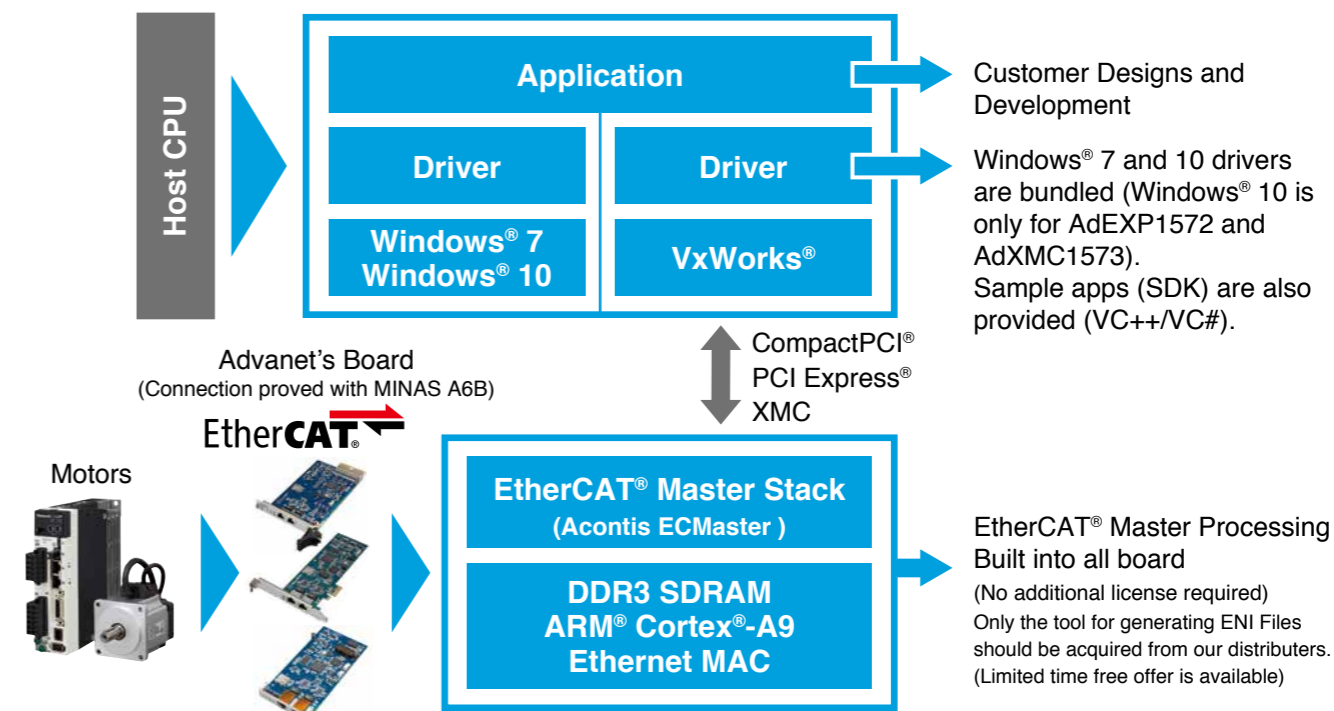 Host CPU
Application
Driver
Driver
Windows® 7
Windows® 10
VxWorks®
Customer Designs and
Development
Windows® 7 and 10 drivers
are bundled (Windows® 10 is
only for AdEXP1572 and
AdXMC1573).
Sample apps (SDK) are also
provided (VC++/VC#).
CompactPCI®
PCI Express®
XMC
Advanet's Board
(Connection proved with MINAS A6B)
EtherCAT®
Motors
EtherCAT® Master Stack
(Acontis ECMaster )
DDR3 SDRAM
ARM® Cortex®-A9
Ethernet MAC
EtherCAT® Master Processing
Built into all board
(No additional license required)
Only the tool for generating ENI Files
should be acquired from our distributers.
(Limited time free offer is available)